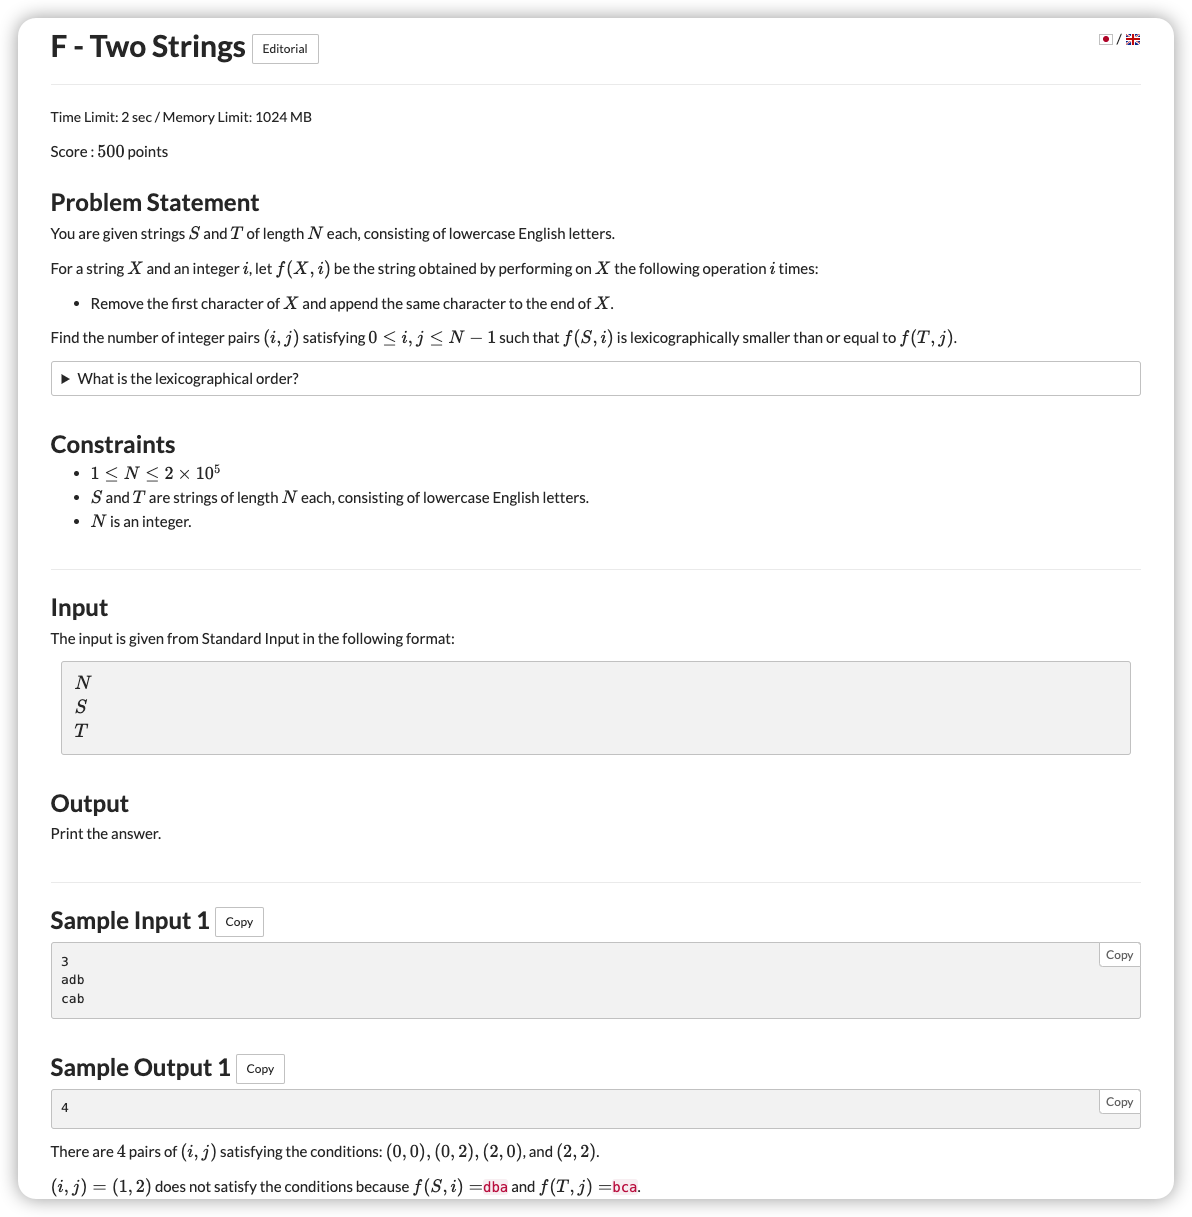 F - Two Strings Editorial
/
Time Limit: 2 sec / Memory Limit: 1024 MB
Score : 500 points
Problem Statement
You are given strings S and T of length N each, consisting of lowercase English letters.
For a string X and an integer i, let f(X, i) be the string obtained by performing on X the following operation i times:
• Remove the first character of X and append the same character to the end of X.
Find the number of integer pairs (i, j) satisfying 0 ≤ i, j ≤ N − 1 such that f(S, i) is lexicographically smaller than or equal to f(T, j).
▶ What is the lexicographical order?
Constraints
• 1 ≤ N ≤ 2 × 10⁵
• S and T are strings of length N each, consisting of lowercase English letters.
• N is an integer.
Input
The input is given from Standard Input in the following format:
N
S
T
Output
Print the answer.
Sample Input 1 Copy
Copy
3
adb
cab
Sample Output 1 Copy
Copy
4
There are 4 pairs of (i, j) satisfying the conditions: (0, 0), (0, 2), (2, 0), and (2, 2).
(i, j) = (1, 2) does not satisfy the conditions because f(S, i) =dba and f(T, j) =bca.